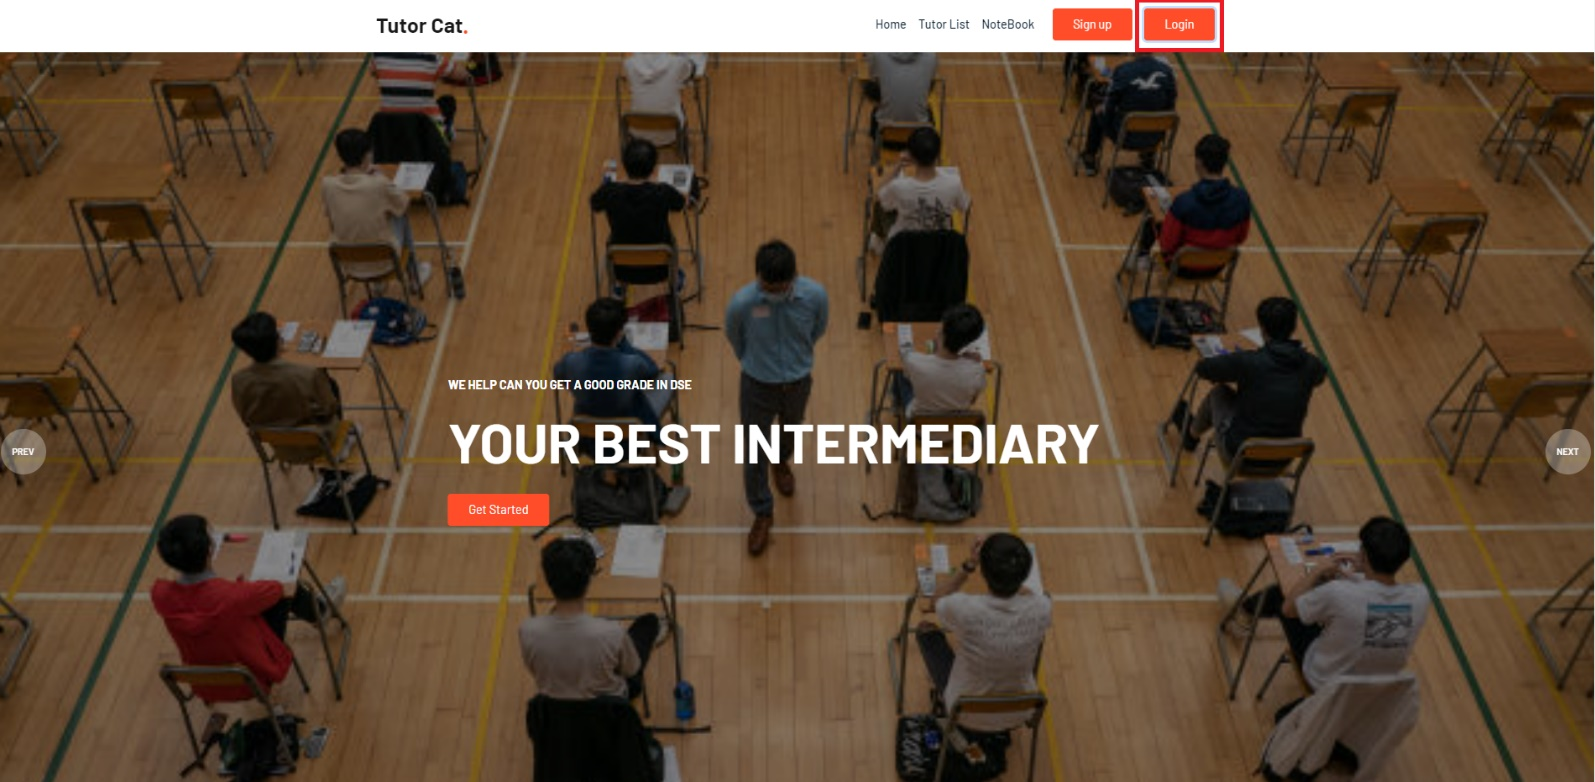 Tutor Cat.
Home Tutor List NoteBook Sign up Login
WE HELP CAN YOU GET A GOOD GRADE IN DSE
YOUR BEST INTERMEDIARY
PREV
NEXT
Get Started